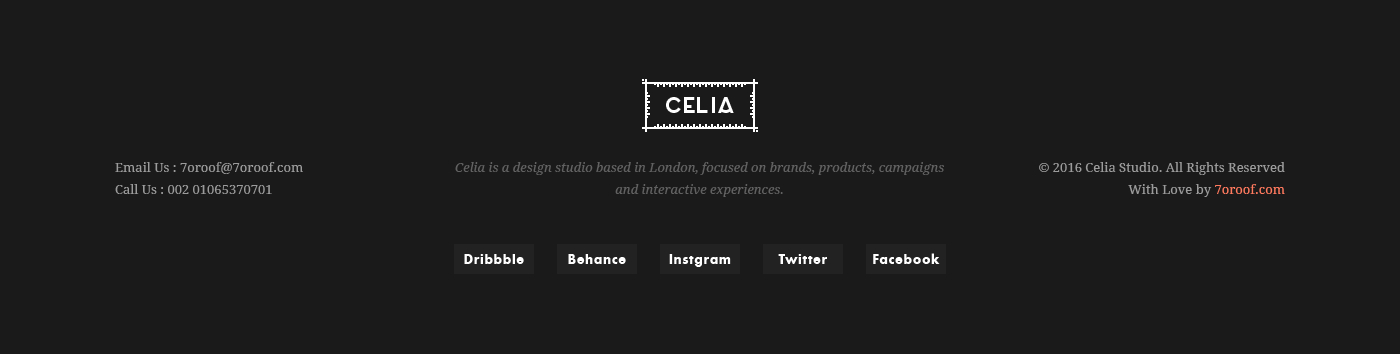 CELIA
Email Us : 7oroof@7oroof.com
Call Us : 002 01065370701
Celia is a design studio based in London, focused on brands, products, campaigns
and interactive experiences.
© 2016 Celia Studio. All Rights Reserved
With Love by 7oroof.com
Dribbble Behance Instgram Twitter Facebook